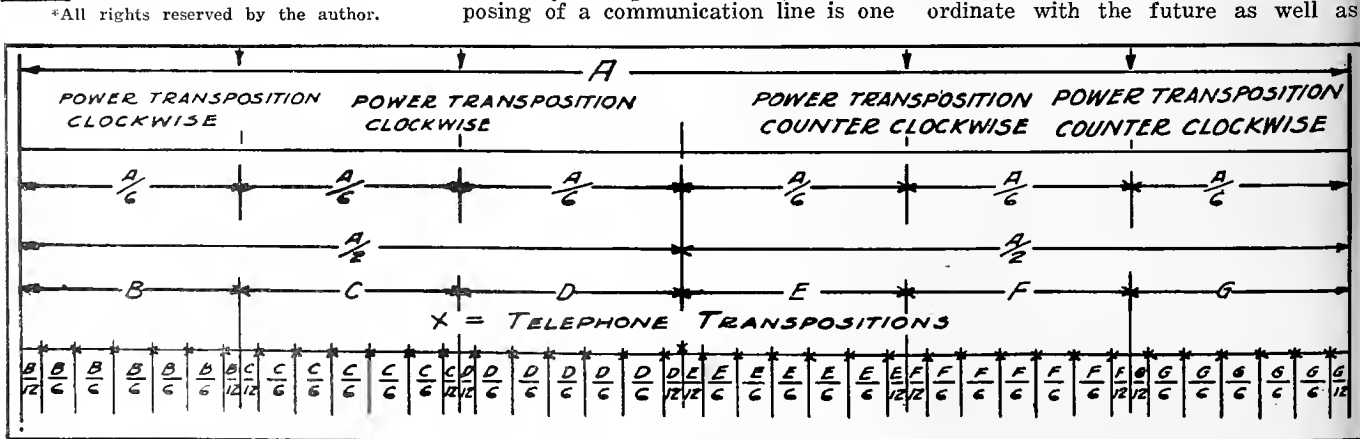 *All rights reserved by the author.
posing of a communication line is one
ordinate with the future as well as
A
POWER TRANSPOSITION CLOCKWISE
POWER TRANSPOSITION CLOCKWISE
POWER TRANSPOSITION COUNTER CLOCKWISE
POWER TRANSPOSITION COUNTER CLOCKWISE
A/6 A/6 A/6 A/6 A/6 A/6
A/2 A/2
B C D E F G
X = TELEPHONE TRANSPOSITIONS
B/12 B/6 B/6 B/6 B/6 B/6 B/12 C/12 C/6 C/6 C/6 C/6 C/6 C/12 D/12 D/6 D/6 D/6 D/6 D/6 D/12 E/12 E/6 E/6 E/6 E/6 E/6 E/12 F/12 F/6 F/6 F/6 F/6 F/6 F/12 G/12 G/6 G/6 G/6 G/6 G/6 G/12